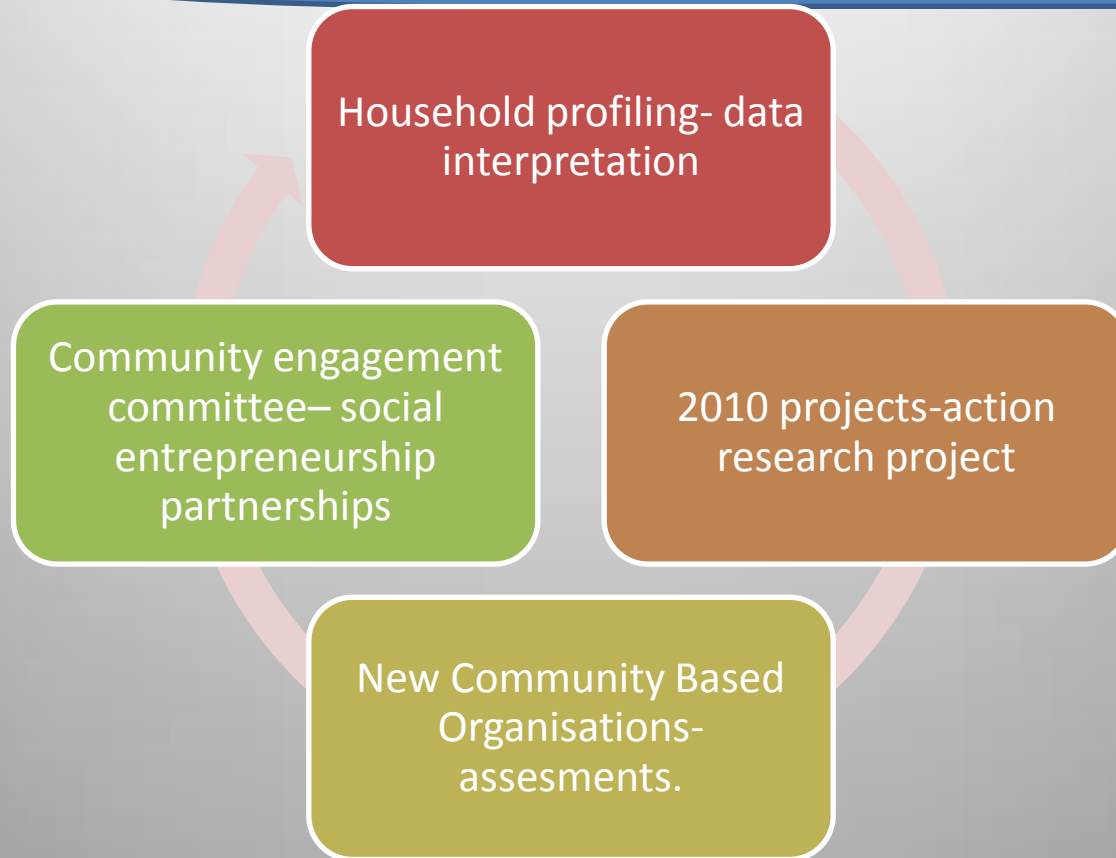 Household profiling- data
interpretation
2010 projects-action
research project
New Community Based
Organisations-
assesments.
Community engagement
committee– social
entrepreneurship
partnerships